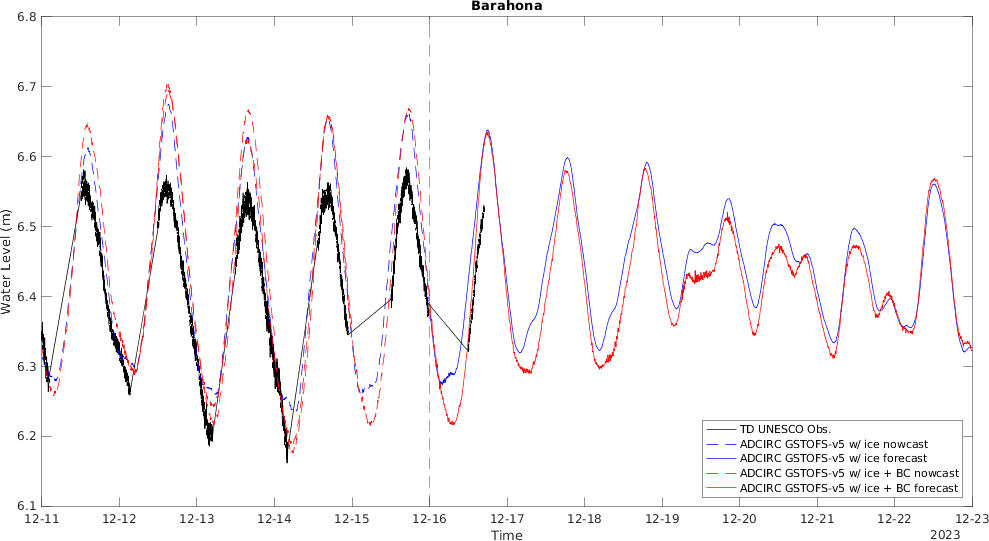 Barahona
6.8
6.7
6.6
6.5
6.4
6.3
6.2
6.1
Water Level (m)
TD UNESCO Obs.
ADCIRC GSTOFS-v5 w/ ice nowcast
ADCIRC GSTOFS-v5 w/ ice forecast
ADCIRC GSTOFS-v5 w/ ice + BC nowcast
ADCIRC GSTOFS-v5 w/ ice + BC forecast
12-11 12-12 12-13 12-14 12-15 12-16 12-17 12-18 12-19 12-20 12-21 12-22 12-23
Time
2023